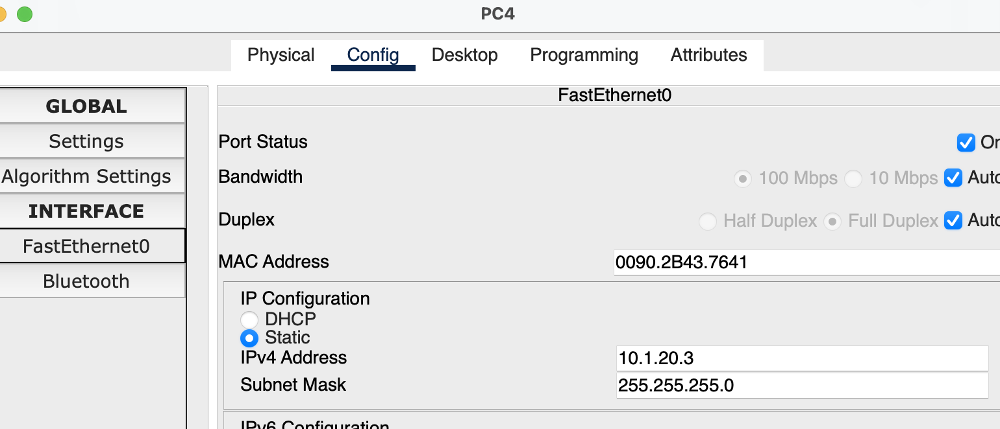 PC4
Physical Config Desktop Programming Attributes
GLOBAL
Settings
Algorithm Settings
INTERFACE
FastEthernet0
Bluetooth
FastEthernet0
Port Status On
Bandwidth 100 Mbps 10 Mbps Auto
Duplex Half Duplex Full Duplex Auto
MAC Address 0090.2B43.7641
IP Configuration
DHCP
Static
IPv4 Address 10.1.20.3
Subnet Mask 255.255.255.0
IPv6 Configuration